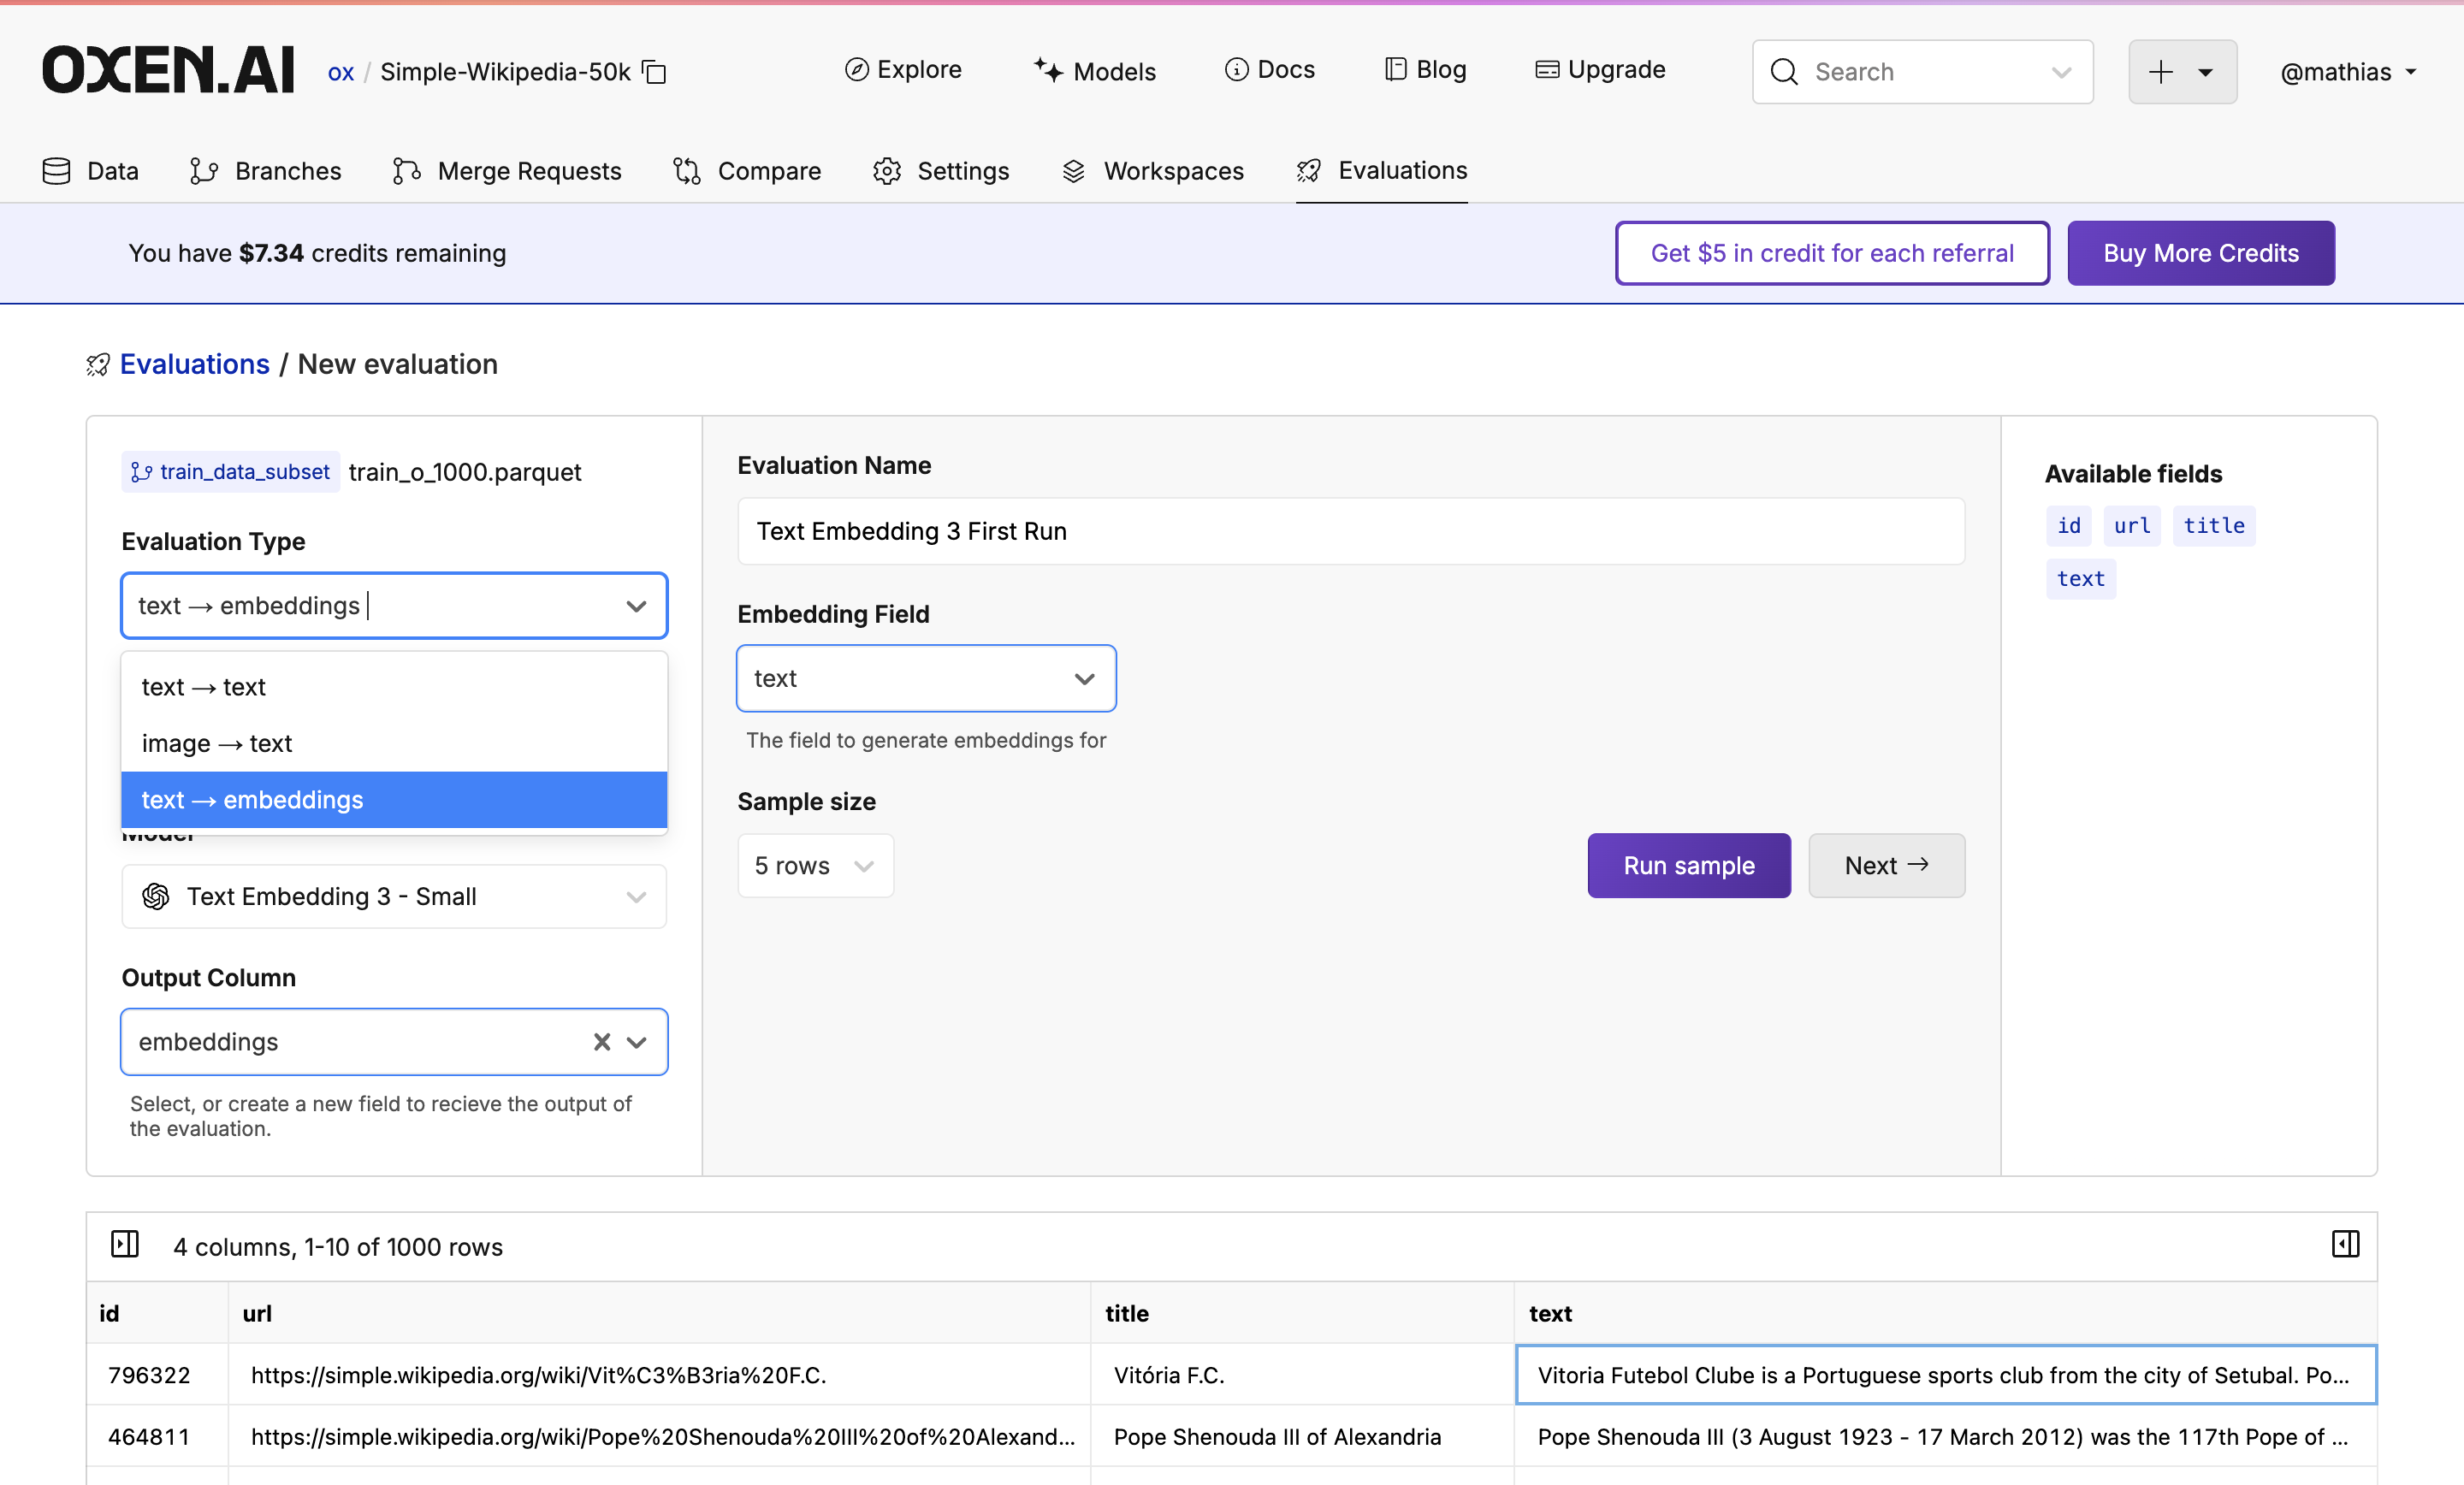 OXEN.AI ox / Simple-Wikipedia-50k Explore Models Docs Blog Upgrade Search @mathias
Data Branches Merge Requests Compare Settings Workspaces Evaluations
You have $7.34 credits remaining Get $5 in credit for each referral Buy More Credits
Evaluations / New evaluation
train_data_subset train_o_1000.parquet
Evaluation Type
text → embeddings
text → text
image → text
text → embeddings
Model
Text Embedding 3 - Small
Output Column
embeddings
Select, or create a new field to recieve the output of
the evaluation.
Evaluation Name
Text Embedding 3 First Run
Embedding Field
text
The field to generate embeddings for
Sample size
5 rows Run sample Next →
Available fields
id url title
text
4 columns, 1-10 of 1000 rows
id url title text
796322 https://simple.wikipedia.org/wiki/Vit%C3%B3ria%20F.C. Vitória F.C. Vitoria Futebol Clube is a Portuguese sports club from the city of Setubal. Po...
464811 https://simple.wikipedia.org/wiki/Pope%20Shenouda%20III%20of%20Alexand... Pope Shenouda III of Alexandria Pope Shenouda III (3 August 1923 - 17 March 2012) was the 117th Pope of ...